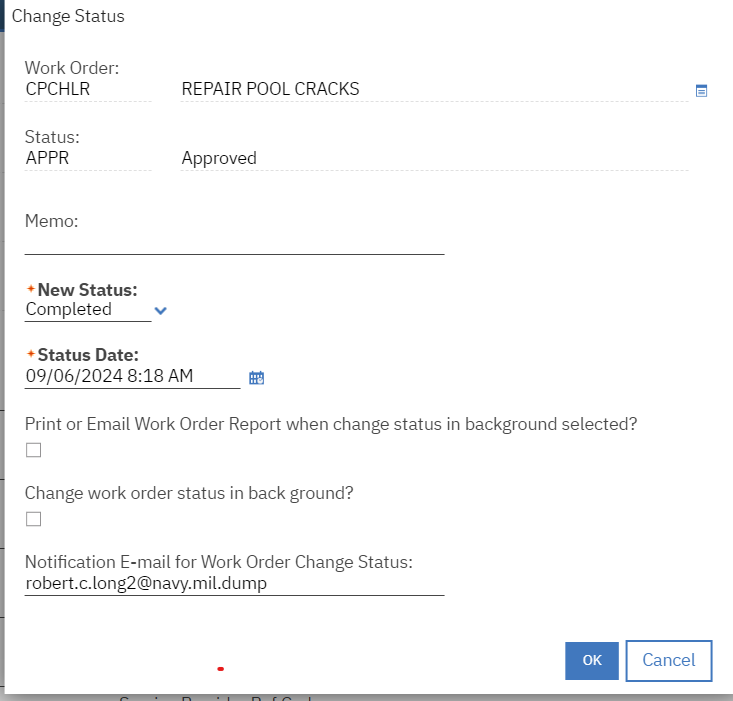 Change Status
Work Order:
CPCHLR REPAIR POOL CRACKS
Status:
APPR Approved
Memo:
New Status:
Completed
Status Date:
09/06/2024 8:18 AM
Print or Email Work Order Report when change status in background selected?
Change work order status in back ground?
Notification E-mail for Work Order Change Status:
robert.c.long2@navy.mil.dump
OK Cancel